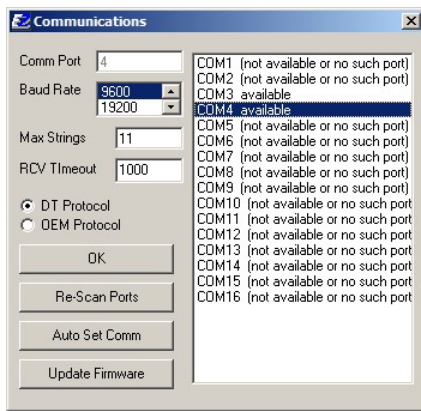 EZ Communications
Comm Port 4
Baud Rate 9600
19200
Max Strings 11
RCV TImeout 1000
DT Protocol
OEM Protocol
OK
Re-Scan Ports
Auto Set Comm
Update Firmware
COM1 (not available or no such port)
COM2 (not available or no such port)
COM3 available
COM4 available
COM5 (not available or no such port)
COM6 (not available or no such port)
COM7 (not available or no such port)
COM8 (not available or no such port)
COM9 (not available or no such port)
COM10 (not available or no such port
COM11 (not available or no such port
COM12 (not available or no such port
COM13 (not available or no such port
COM14 (not available or no such port
COM15 (not available or no such port
COM16 (not available or no such port